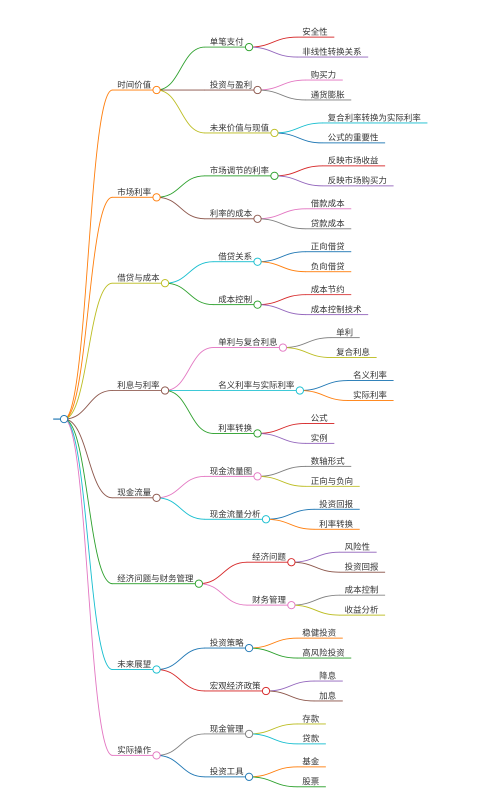 时间价值
单笔支付
安全性
非线性转换关系
投资与盈利
购买力
通货膨胀
未来价值与现值
复合利率转换为实际利率
公式的重要性
市场利率
市场调节的利率
反映市场收益
反映市场购买力
利率的成本
借款成本
贷款成本
借贷与成本
借贷关系
正向借贷
负向借贷
成本控制
成本节约
成本控制技术
利息与利率
单利与复合利息
单利
复合利息
名义利率与实际利率
名义利率
实际利率
利率转换
公式
实例
现金流量
现金流量图
数轴形式
正向与负向
现金流量分析
投资回报
利率转换
经济问题与财务管理
经济问题
风险性
投资回报
财务管理
成本控制
收益分析
未来展望
投资策略
稳健投资
高风险投资
宏观经济政策
降息
加息
实际操作
现金管理
存款
贷款
投资工具
基金
股票